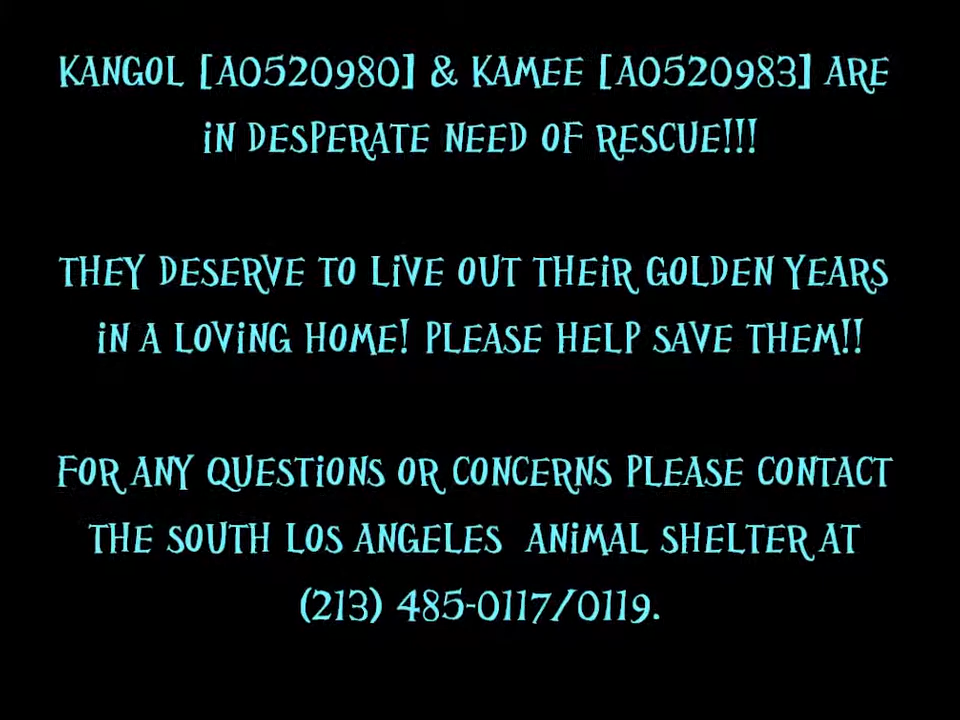 KANGOL [A0520980] & KAMEE [A0520983] ARE
iN DESPERATE NEED OF RESCUE!!!
THEY DESERVE TO LiVE OUT THEiR GOLDEN YEARS
iN A LOViNG HOME! PLEASE HELP SAVE THEM!!
FOR ANY QUESTiONS OR CONCERNS PLEASE CONTACT
THE SOUTH LOS ANGELES ANiMAL SHELTER AT
(213) 485-0117/0119.